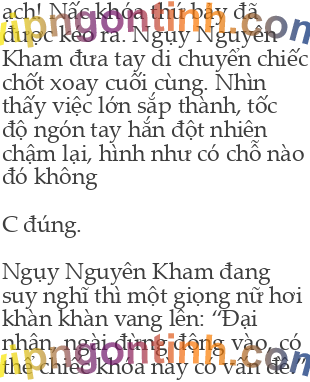 ạch! Nấc khóa thứ bảy đã
được kéo ra. Ngụy Nguyên
Kham đưa tay di chuyển chiếc
chốt xoay cuối cùng. Nhìn
thấy việc lớn sắp thành, tốc
độ ngón tay hắn đột nhiên
chậm lại, hình như có chỗ nào
đó không
C đúng.
Ngụy Nguyên Kham đang
suy nghĩ thì một giọng nữ hơi
khàn khàn vang lên: “Đại
nhân, ngài đừng động vào, có
thể chiếc khóa này có vấn đề”
vipngontinh.com
vipngontinh.com